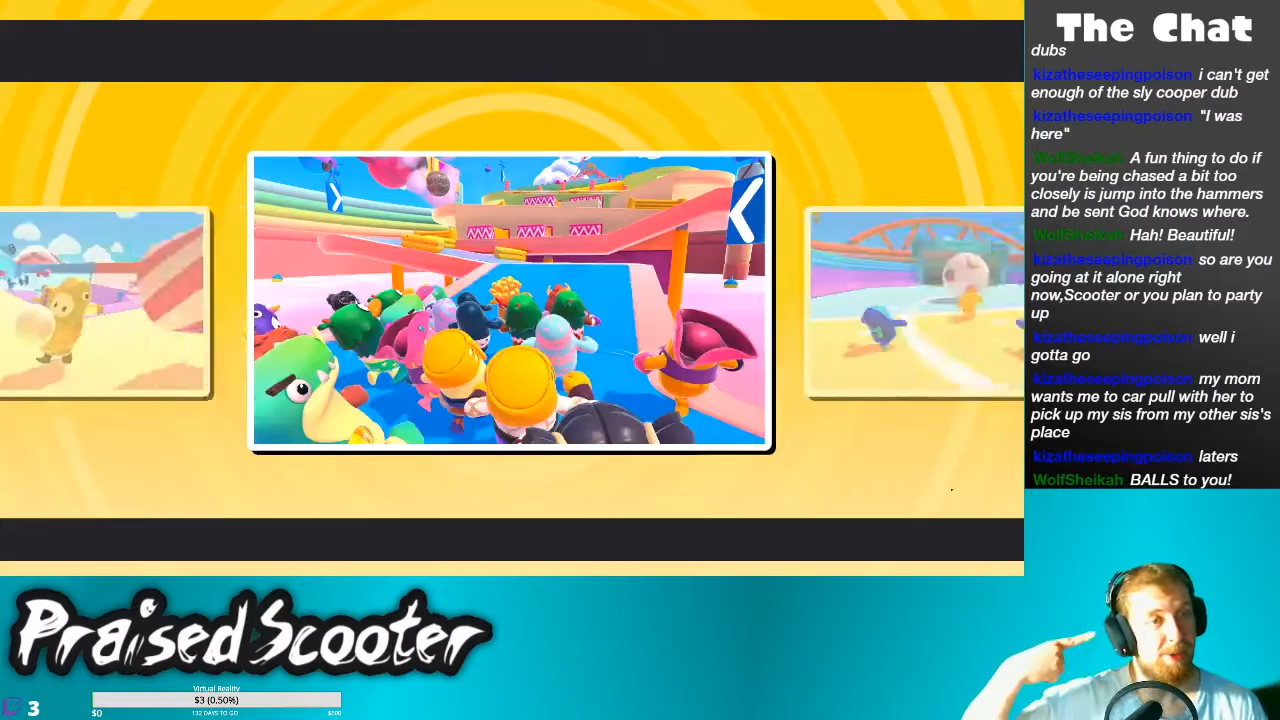 The Chat
dubs
kizatheseepingpoison i can't get
enough of the sly cooper dub
kizatheseepingpoison "I was
here"
WolfSheikah A fun thing to do if
you're being chased a bit too
closely is jump into the hammers
and be sent God knows where.
WolfSheikah Hah! Beautiful!
kizatheseepingpoison so are you
going at it alone right
now,Scooter or you plan to party
up
kizatheseepingpoison well i
gotta go
kizatheseepingpoison my mom
wants me to car pull with her to
pick up my sis from my other sis's
place
kizatheseepingpoison laters
WolfSheikah BALLS to you!
PraisedScooter
3
Virtual Reality
$3 (0.50%)
$0
132 DAYS TO GO
$600